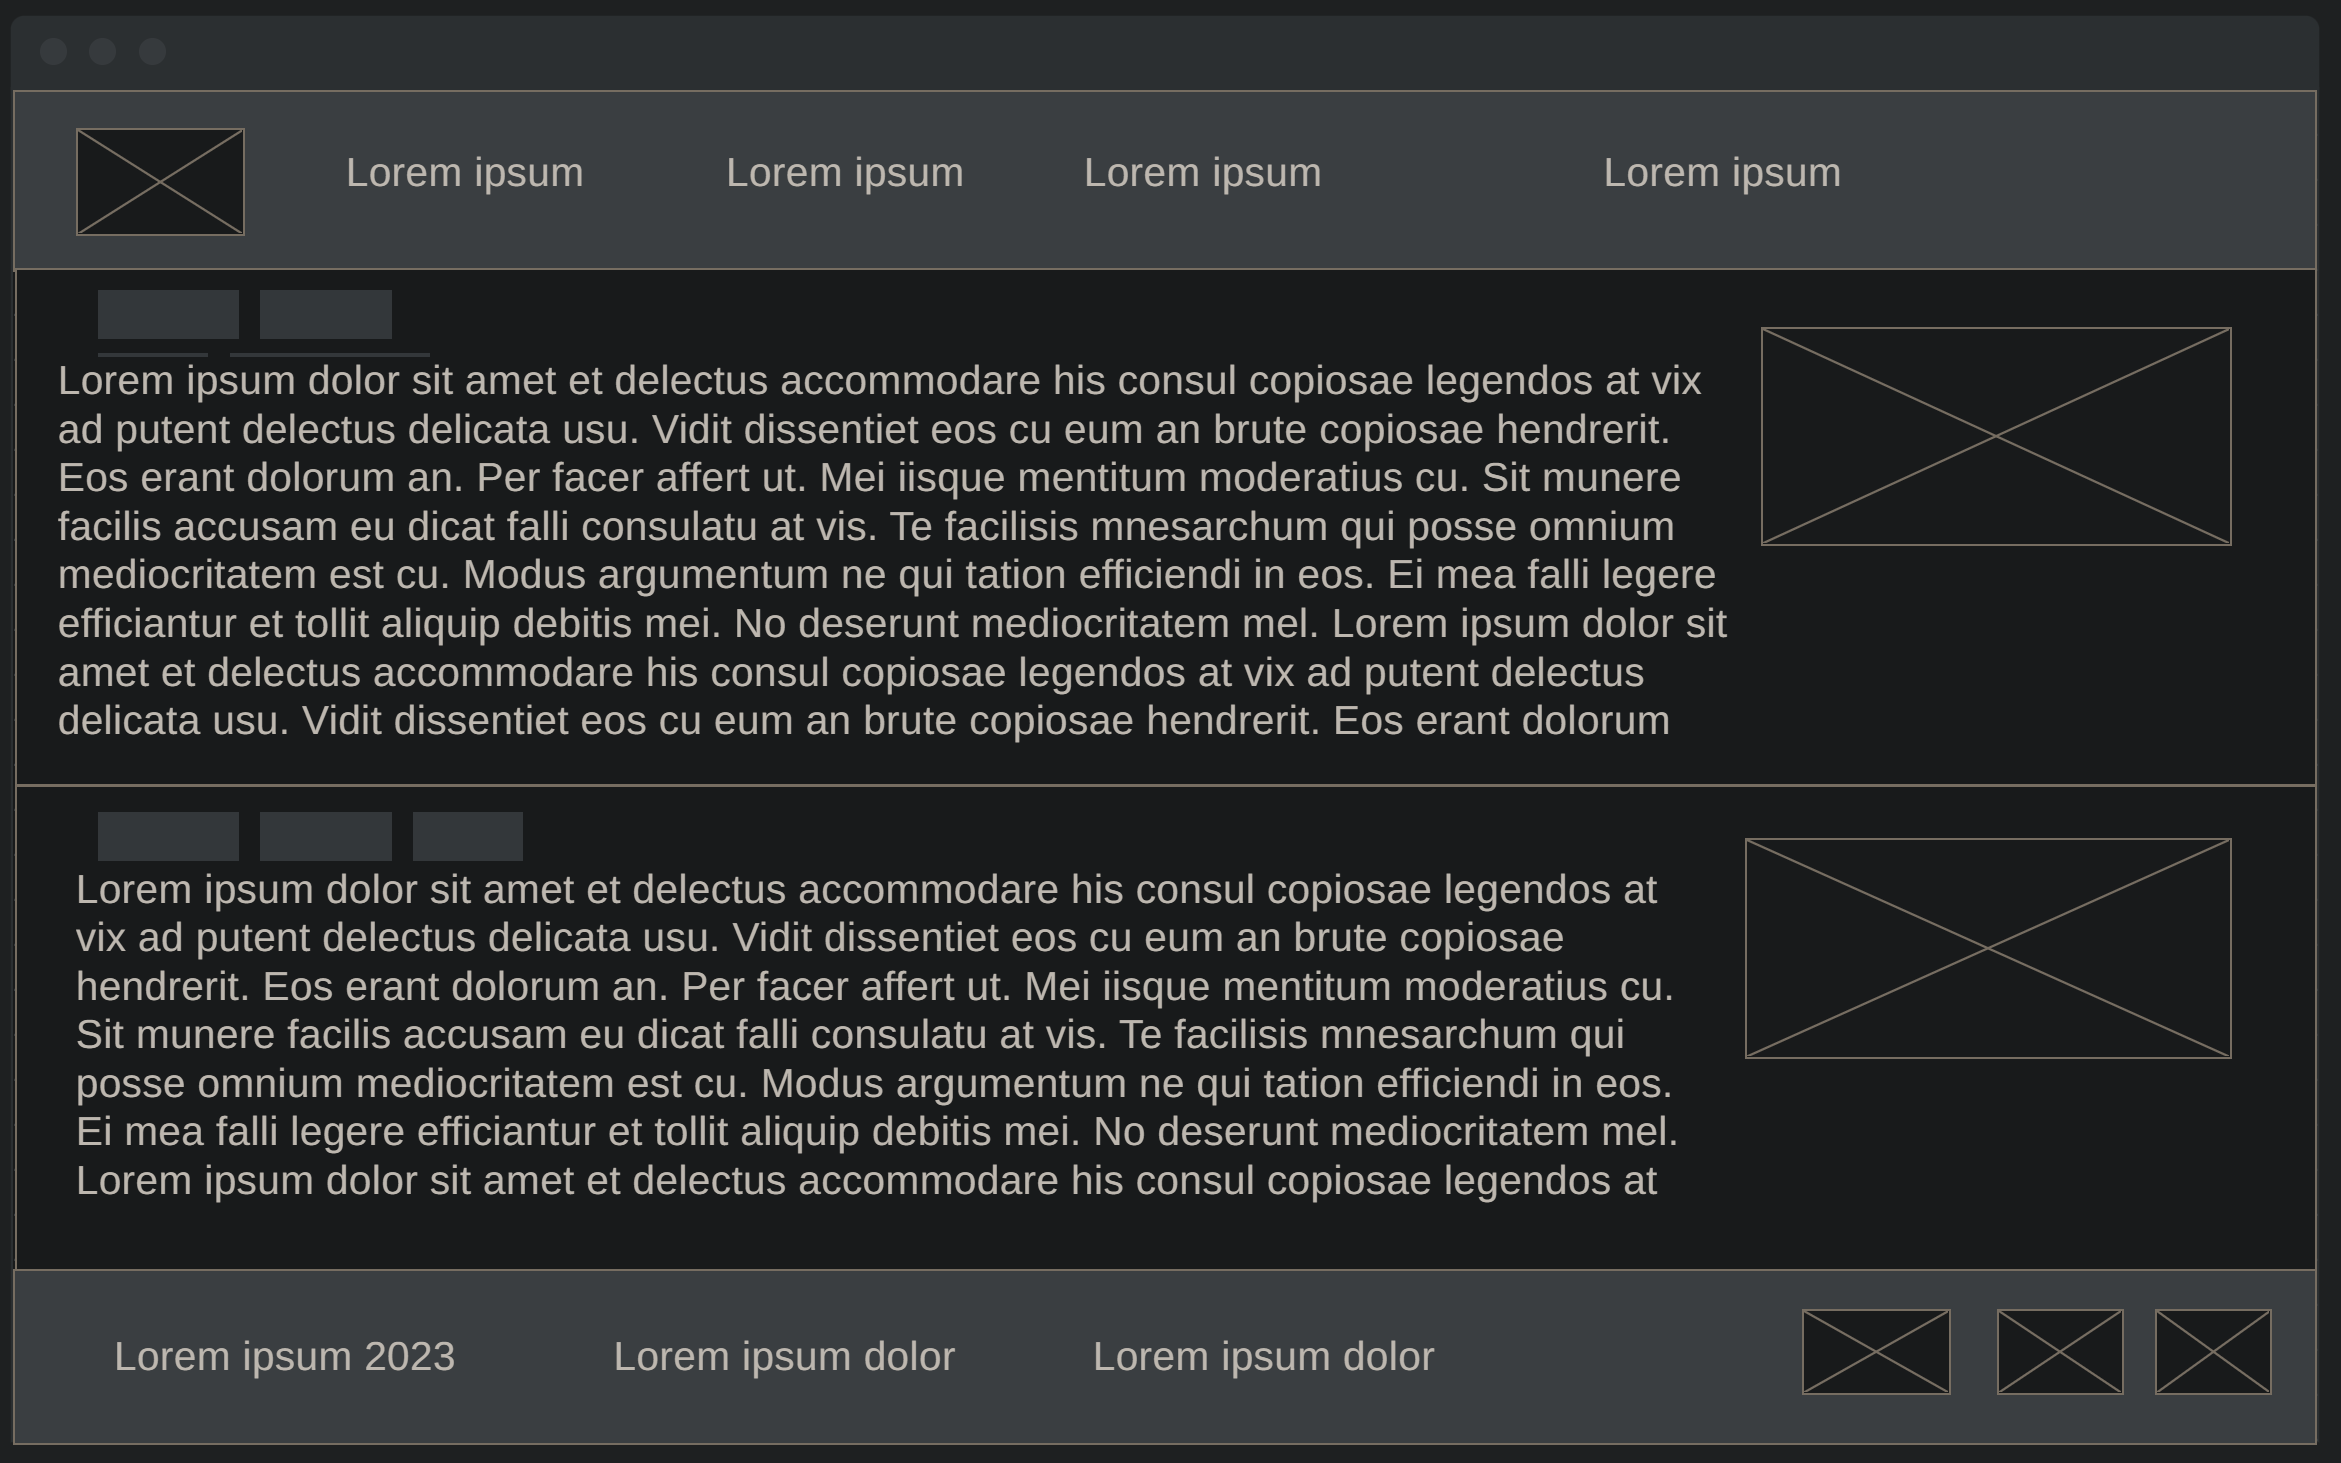 Lorem ipsum
Lorem ipsum
Lorem ipsum
Lorem ipsum
Lorem ipsum dolor sit amet et delectus accommodare his consul copiosae legendos at vix
ad putent delectus delicata usu. Vidit dissentiet eos cu eum an brute copiosae hendrerit.
Eos erant dolorum an. Per facer affert ut. Mei iisque mentitum moderatius cu. Sit munere
facilis accusam eu dicat falli consulatu at vis. Te facilisis mnesarchum qui posse omnium
mediocritatem est cu. Modus argumentum ne qui tation efficiendi in eos. Ei mea falli legere
efficiantur et tollit aliquip debitis mei. No deserunt mediocritatem mel. Lorem ipsum dolor sit
amet et delectus accommodare his consul copiosae legendos at vix ad putent delectus
delicata usu. Vidit dissentiet eos cu eum an brute copiosae hendrerit. Eos erant dolorum
Lorem ipsum dolor sit amet et delectus accommodare his consul copiosae legendos at
vix ad putent delectus delicata usu. Vidit dissentiet eos cu eum an brute copiosae
hendrerit. Eos erant dolorum an. Per facer affert ut. Mei iisque mentitum moderatius cu.
Sit munere facilis accusam eu dicat falli consulatu at vis. Te facilisis mnesarchum qui
posse omnium mediocritatem est cu. Modus argumentum ne qui tation efficiendi in eos.
Ei mea falli legere efficiantur et tollit aliquip debitis mei. No deserunt mediocritatem mel.
Lorem ipsum dolor sit amet et delectus accommodare his consul copiosae legendos at
Lorem ipsum 2023
Lorem ipsum dolor
Lorem ipsum dolor